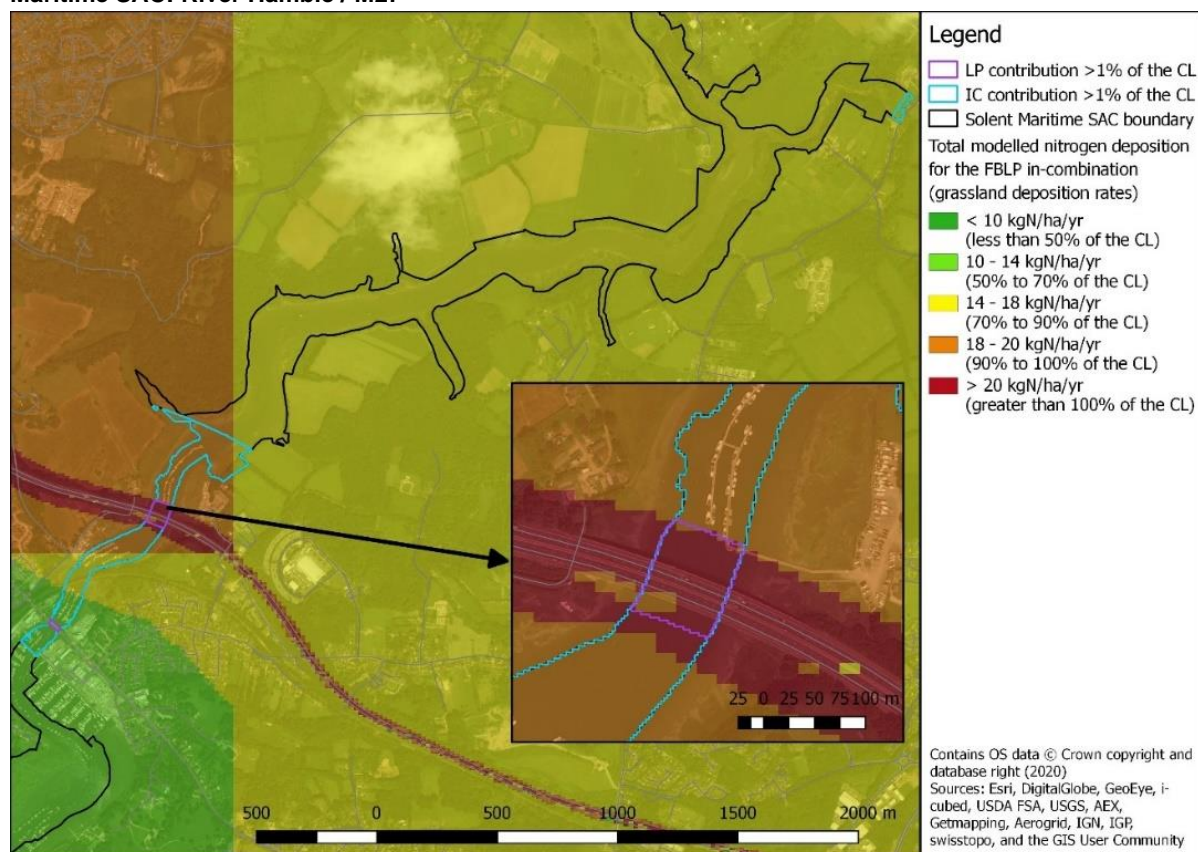 Maritime SAC: River Hamble / M27
Legend
LP contribution >1% of the CL
IC contribution >1% of the CL
Solent Maritime SAC boundary
Total modelled nitrogen deposition
for the FBLP in-combination
(grassland deposition rates)
< 10 kgN/ha/yr
(less than 50% of the CL)
10 - 14 kgN/ha/yr
(50% to 70% of the CL)
14 - 18 kgN/ha/yr
(70% to 90% of the CL)
18 - 20 kgN/ha/yr
(90% to 100% of the CL)
> 20 kgN/ha/yr
(greater than 100% of the CL)
25 0 25 50 75 100 m
500 0 500 1000 1500 2000 m
Contains OS data © Crown copyright and
database right (2020)
Sources: Esri, DigitalGlobe, GeoEye, i-
cubed, USDA FSA, USGS, AEX,
Getmapping, Aerogrid, IGN, IGP,
swisstopo, and the GIS User Community